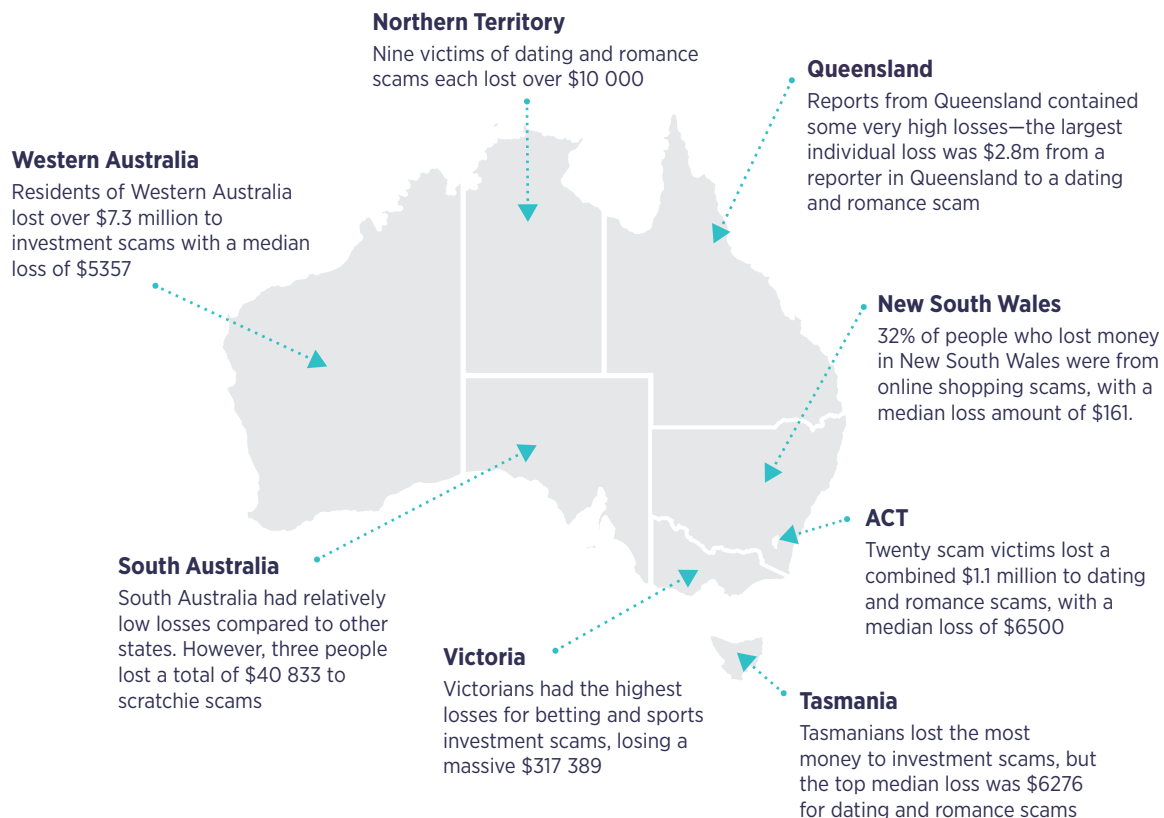 Northern Territory
Nine victims of dating and romance
scams each lost over $10 000
Queensland
Reports from Queensland contained
some very high losses—the largest
individual loss was $2.8m from a
reporter in Queensland to a dating
and romance scam
Western Australia
Residents of Western Australia
lost over $7.3 million to
investment scams with a median
loss of $5357
New South Wales
32% of people who lost money
in New South Wales were from
online shopping scams, with a
median loss amount of $161.
ACT
Twenty scam victims lost a
combined $1.1 million to dating
and romance scams, with a
median loss of $6500
South Australia
South Australia had relatively
low losses compared to other
states. However, three people
lost a total of $40 833 to
scratchie scams
Victoria
Victorians had the highest
losses for betting and sports
investment scams, losing a
massive $317 389
Tasmania
Tasmanians lost the most
money to investment scams, but
the top median loss was $6276
for dating and romance scams